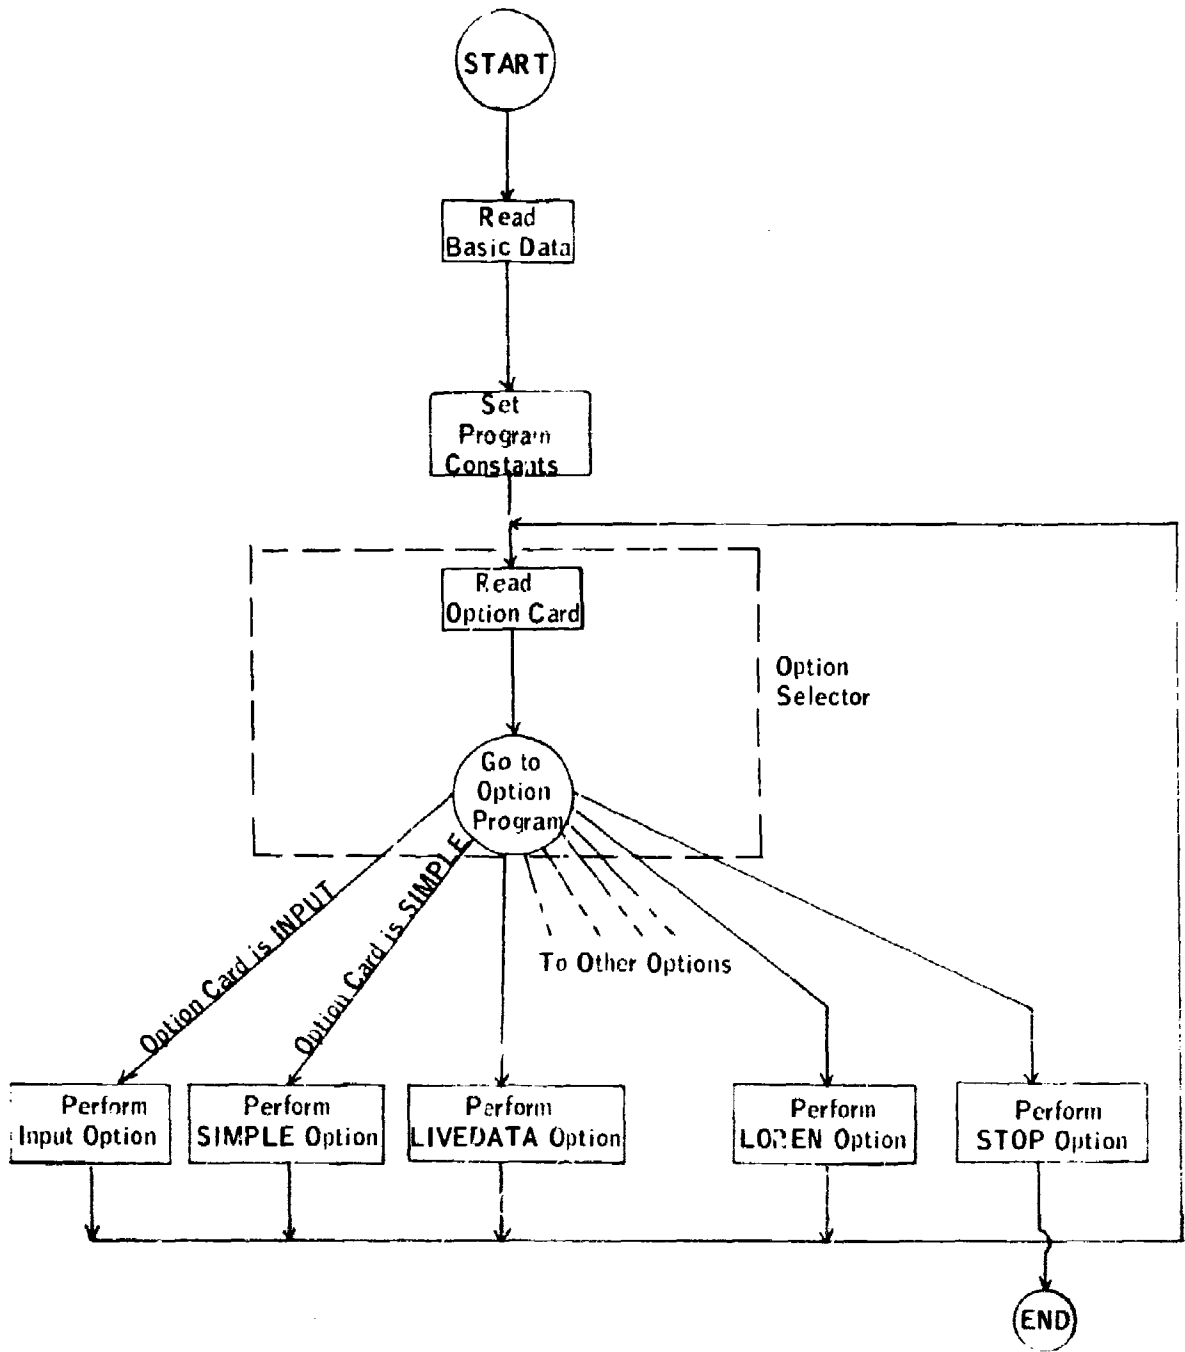 START
Read
Basic Data
Set
Program
Constants
Read
Option Card
Option
Selector
Go to
Option
Program
Option Card is INPUT
Option Card is SIMPLE
To Other Options
Perform
Input Option
Perform
SIMPLE Option
Perform
LIVEDATA Option
Perform
LOREN Option
Perform
STOP Option
END